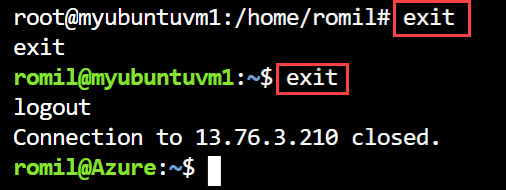 root@myubuntuvm1:/home/romil# exit
exit
romil@myubuntuvm1:~$ exit
logout
Connection to 13.76.3.210 closed.
romil@Azure:~$